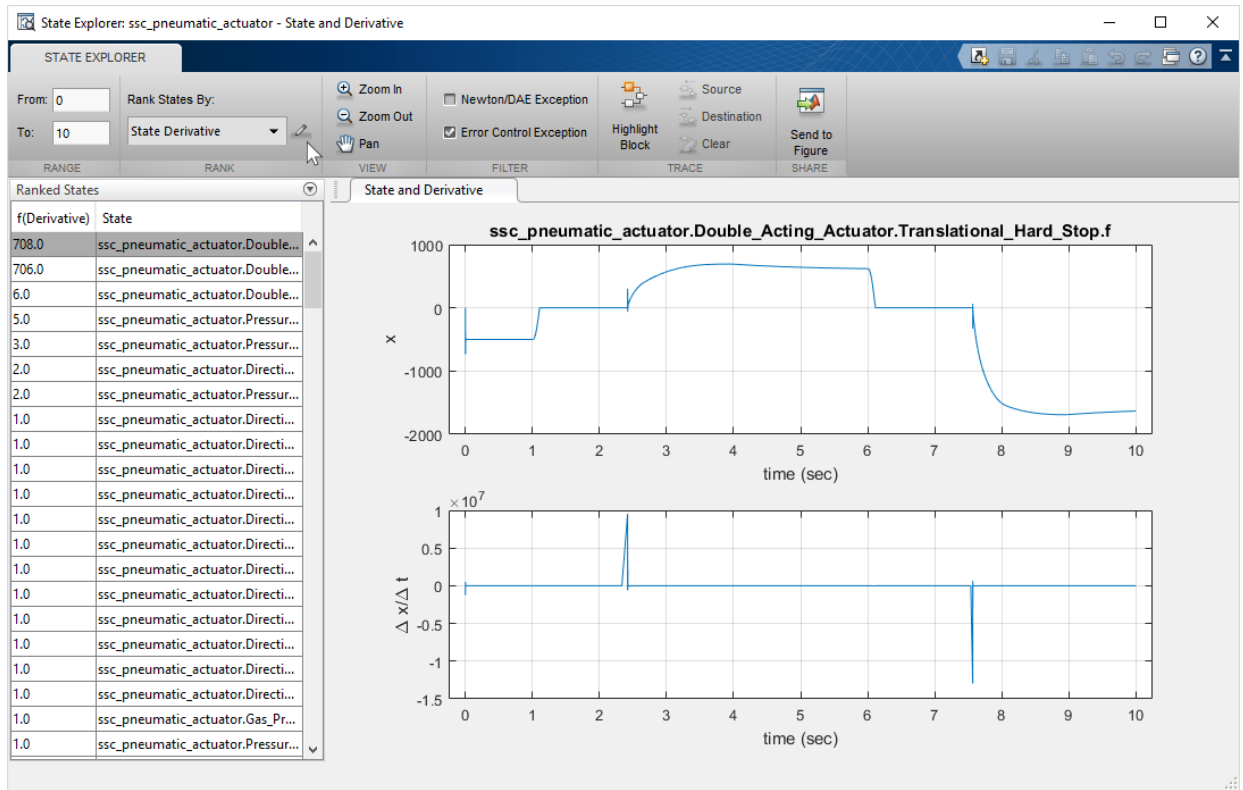 State Explorer: ssc_pneumatic_actuator - State and Derivative
STATE EXPLORER
From: 0
To: 10
RANGE
Rank States By:
State Derivative
RANK
Zoom In
Zoom Out
Pan
VIEW
Newton/DAE Exception
Error Control Exception
FILTER
Highlight
Block
Source
Destination
Clear
TRACE
Send to
Figure
SHARE
Ranked States
f(Derivative) State
708.0 ssc_pneumatic_actuator.Double...
706.0 ssc_pneumatic_actuator.Double...
6.0 ssc_pneumatic_actuator.Double...
5.0 ssc_pneumatic_actuator.Pressur...
3.0 ssc_pneumatic_actuator.Pressur...
2.0 ssc_pneumatic_actuator.Directi...
2.0 ssc_pneumatic_actuator.Pressur...
1.0 ssc_pneumatic_actuator.Directi...
1.0 ssc_pneumatic_actuator.Directi...
1.0 ssc_pneumatic_actuator.Directi...
1.0 ssc_pneumatic_actuator.Directi...
1.0 ssc_pneumatic_actuator.Directi...
1.0 ssc_pneumatic_actuator.Directi...
1.0 ssc_pneumatic_actuator.Directi...
1.0 ssc_pneumatic_actuator.Directi...
1.0 ssc_pneumatic_actuator.Directi...
1.0 ssc_pneumatic_actuator.Directi...
1.0 ssc_pneumatic_actuator.Directi...
1.0 ssc_pneumatic_actuator.Directi...
1.0 ssc_pneumatic_actuator.Gas_Pr...
1.0 ssc_pneumatic_actuator.Pressur...
State and Derivative
ssc_pneumatic_actuator.Double_Acting_Actuator.Translational_Hard_Stop.f
1000
0
-1000
-2000
x
0 1 2 3 4 5 6 7 8 9 10
time (sec)
×10^7
1
0.5
0
-0.5
-1
-1.5
Δ x/Δ t
0 1 2 3 4 5 6 7 8 9 10
time (sec)